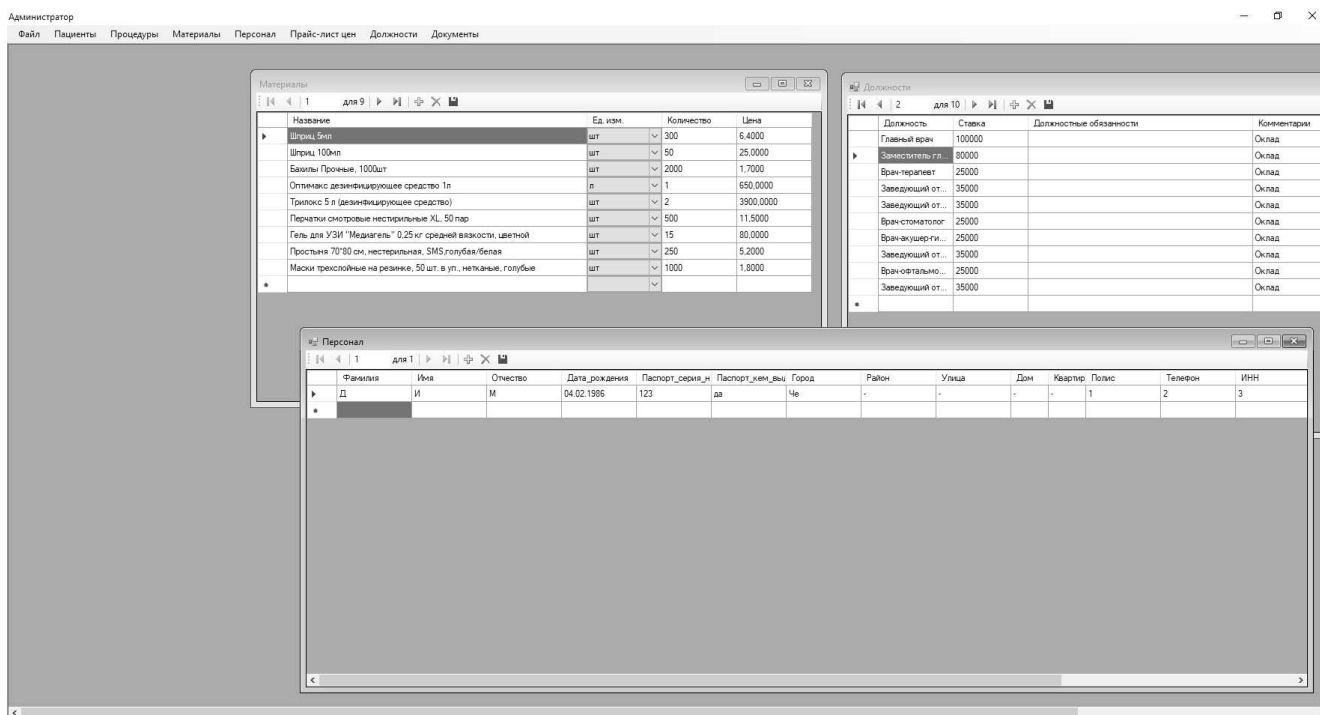 Администратор
Файл Пациенты Процедуры Материалы Персонал Прайс-лист цен Должности Документы
Материалы
1 для 9
Название Ед. изм. Количество Цена
Шприц 5мл шт 300 6,4000
Шприц 100мл шт 50 25,0000
Бахилы Прочные, 1000шт шт 2000 1,7000
Оптимакс дезинфицирующее средство 1л л 1 650,0000
Трилокс 5 л (дезинфицирующее средство) шт 2 3900,0000
Перчатки смотровые нестирильные XL, 50 пар шт 500 11,5000
Гель для УЗИ "Медиагель" 0,25 кг средней вязкости, цветной шт 15 80,0000
Простыня 70*80 см, нестерильная, SMS,голубая/белая шт 250 5,2000
Маски трехслойные на резинке, 50 шт. в уп., нетканые, голубые шт 1000 1,8000
Должности
2 для 10
Должность Ставка Должностные обязанности Комментарии
Главный врач 100000 Оклад
Заместитель гл... 80000 Оклад
Врач-терапевт 25000 Оклад
Заведующий от... 35000 Оклад
Заведующий от... 35000 Оклад
Врач-стоматолог 25000 Оклад
Врач-акушер-ги... 25000 Оклад
Заведующий от... 35000 Оклад
Врач-офтальмо... 25000 Оклад
Заведующий от... 35000 Оклад
Персонал
1 для 1
Фамилия Имя Отчество Дата_рождения Паспорт_серия_н Паспорт_кем_выд Город Район Улица Дом Квартир Полис Телефон ИНН
Д И М 04.02.1986 123 да Че - - - - 1 2 3